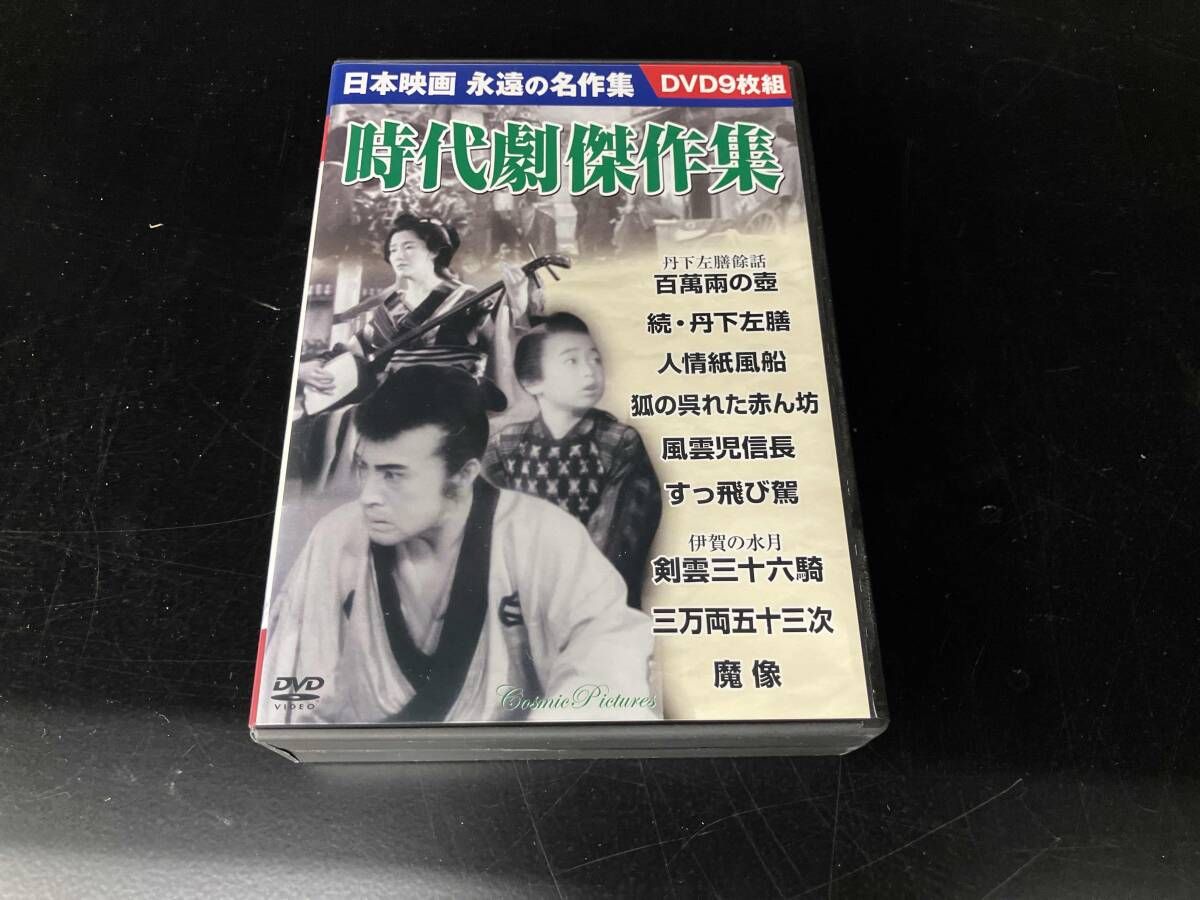 日本映画 永遠の名作集 DVD9枚組
時代劇傑作集
丹下左膳餘話
百萬兩の壺
続・丹下左膳
人情紙風船
狐の呉れた赤ん坊
風雲児信長
すっ飛び駕
伊賀の水月
剣雲三十六騎
三万両五十三次
魔像
DVD
VIDEO
Cosmic Pictures